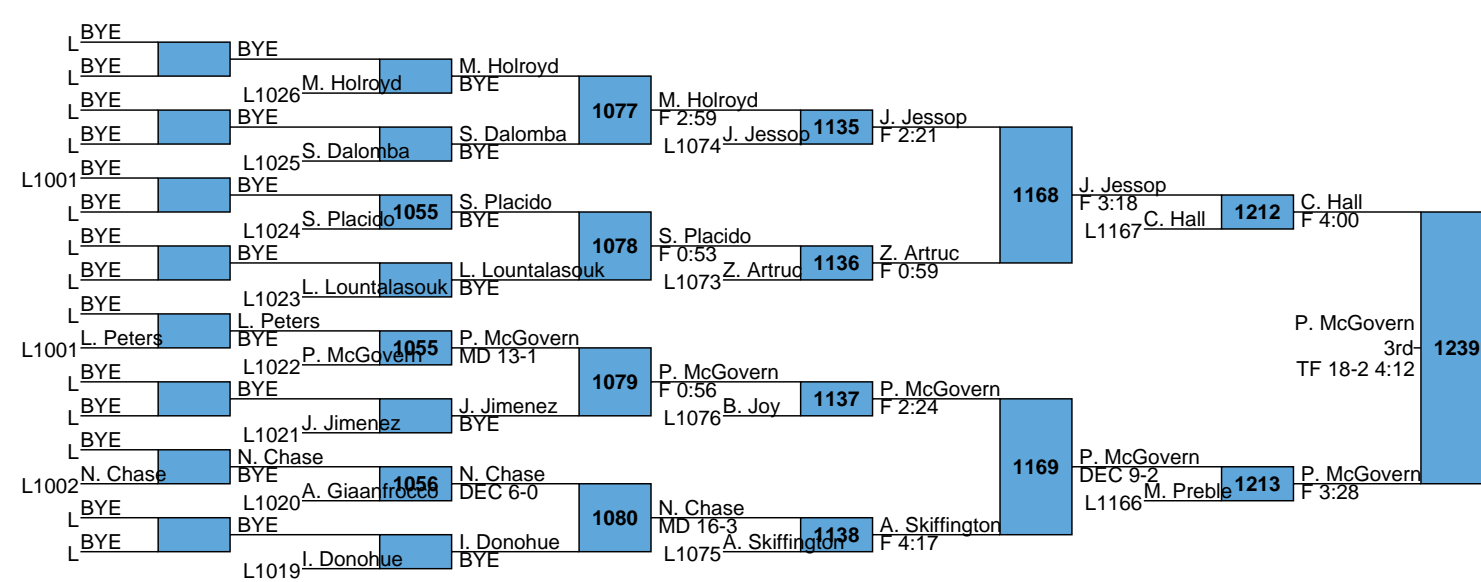 BYE
L
BYE
L
BYE
M. Holroyd
L1026
M. Holroyd
BYE
BYE
L
BYE
L
BYE
S. Dalomba
L1025
S. Dalomba
BYE
1077
M. Holroyd
F 2:59
J. Jessop
L1074
1135
J. Jessop
F 2:21
BYE
L1001
BYE
L
BYE
S. Placido
L1024
1055
S. Placido
BYE
BYE
L
BYE
L
BYE
L. Lountalasouk
L1023
L. Lountalasouk
BYE
1078
S. Placido
F 0:53
Z. Artruc
L1073
1136
Z. Artruc
F 0:59
1168
J. Jessop
F 3:18
C. Hall
L1167
1212
C. Hall
F 4:00
BYE
L
L. Peters
L1001
L. Peters
BYE
P. McGovern
L1022
1055
P. McGovern
MD 13-1
BYE
L
BYE
L
BYE
J. Jimenez
L1021
J. Jimenez
BYE
1079
P. McGovern
F 0:56
B. Joy
L1076
1137
P. McGovern
F 2:24
BYE
L
N. Chase
L1002
N. Chase
BYE
A. Giaanfrocco
L1020
1056
N. Chase
DEC 6-0
BYE
L
BYE
L
BYE
I. Donohue
L1019
I. Donohue
BYE
1080
N. Chase
MD 16-3
A. Skiffington
L1075
1138
A. Skiffington
F 4:17
1169
P. McGovern
DEC 9-2
M. Preble
L1166
1213
P. McGovern
F 3:28
P. McGovern
3rd
TF 18-2 4:12
1239